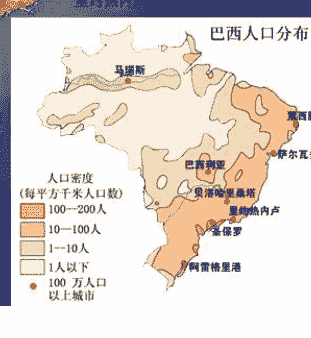 巴西人口分布
马瑙斯
萨尔瓦多
巴西利亚
贝洛哈里桑塔
里约热内卢
圣保罗
阿雷格里港
人口密度
(每平方千米人口数)
100--200人
10--100人
1--10人
1人以下
100 万人口
以上城市